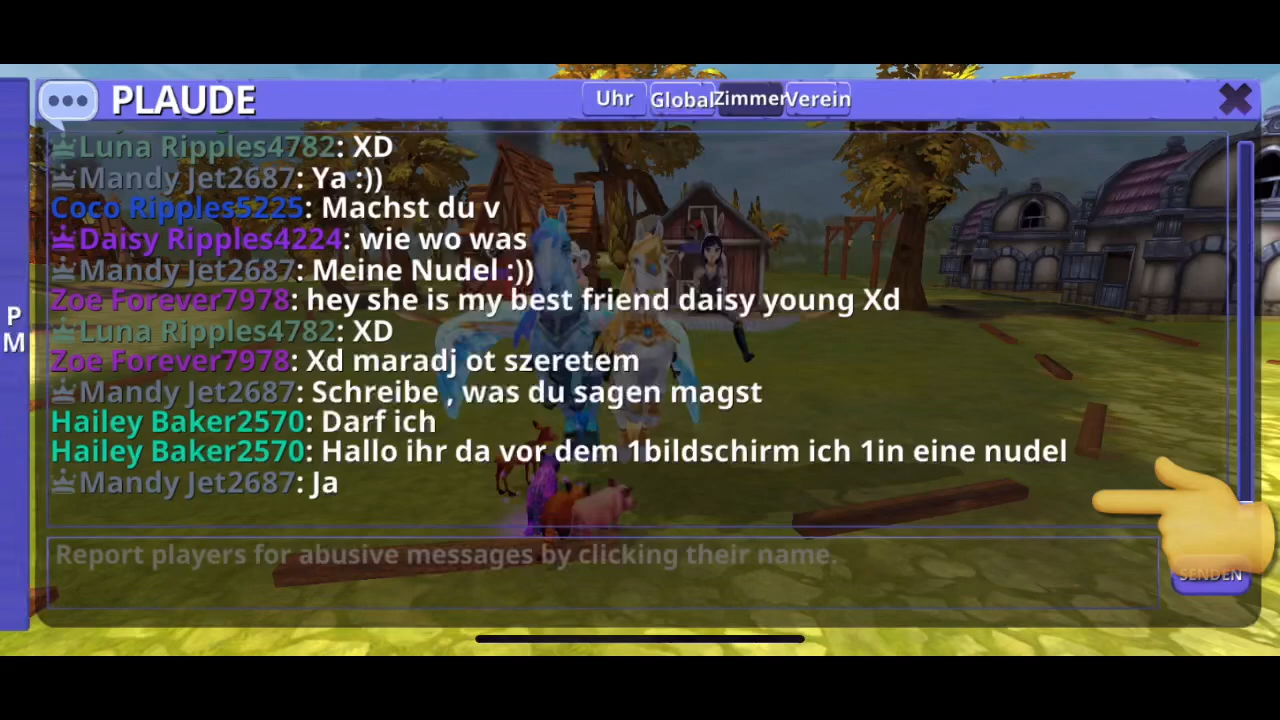 PLAUDE
Uhr
Global
Zimmer
Verein
Luna Ripples4782: XD
Mandy Jet2687: Ya :))
Coco Ripples5225: Machst du v
Daisy Ripples4224: wie wo was
Mandy Jet2687: Meine Nudel :))
Zoe Forever7978: hey she is my best friend daisy young Xd
Luna Ripples4782: XD
Zoe Forever7978: Xd maradj ot szeretem
Mandy Jet2687: Schreibe , was du sagen magst
Hailey Baker2570: Darf ich
Hailey Baker2570: Hallo ihr da vor dem 1bildschirm ich 1in eine nudel
Mandy Jet2687: Ja
P
M
Report players for abusive messages by clicking their name.
SENDEN